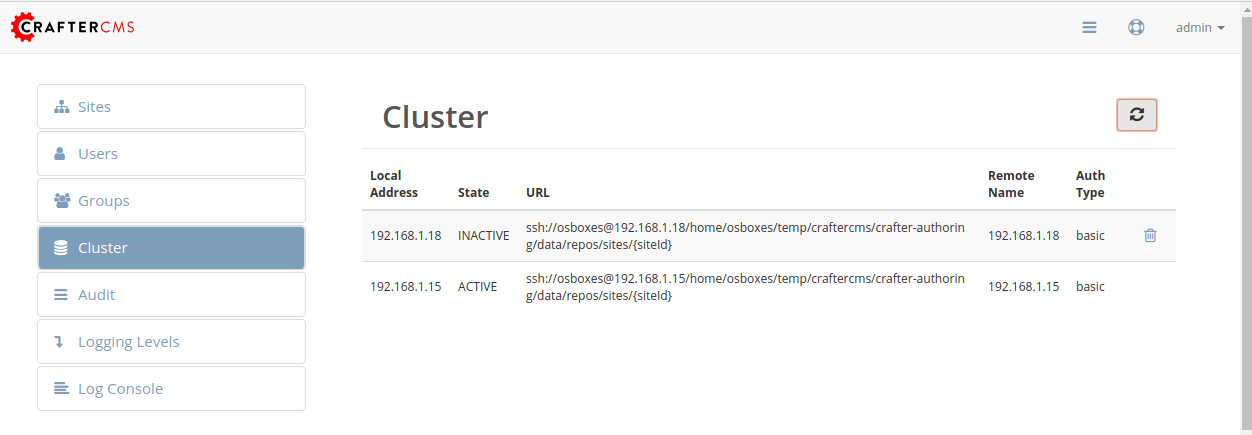 CRAFTERCMS
admin
Sites
Users
Groups
Cluster
Audit
Logging Levels
Log Console
Cluster
Local Address State URL Remote Name Auth Type
192.168.1.18 INACTIVE ssh://osboxes@192.168.1.18/home/osboxes/temp/craftercms/crafter-authorin
g/data/repos/sites/{siteId} 192.168.1.18 basic
192.168.1.15 ACTIVE ssh://osboxes@192.168.1.15/home/osboxes/temp/craftercms/crafter-authorin
g/data/repos/sites/{siteId} 192.168.1.15 basic